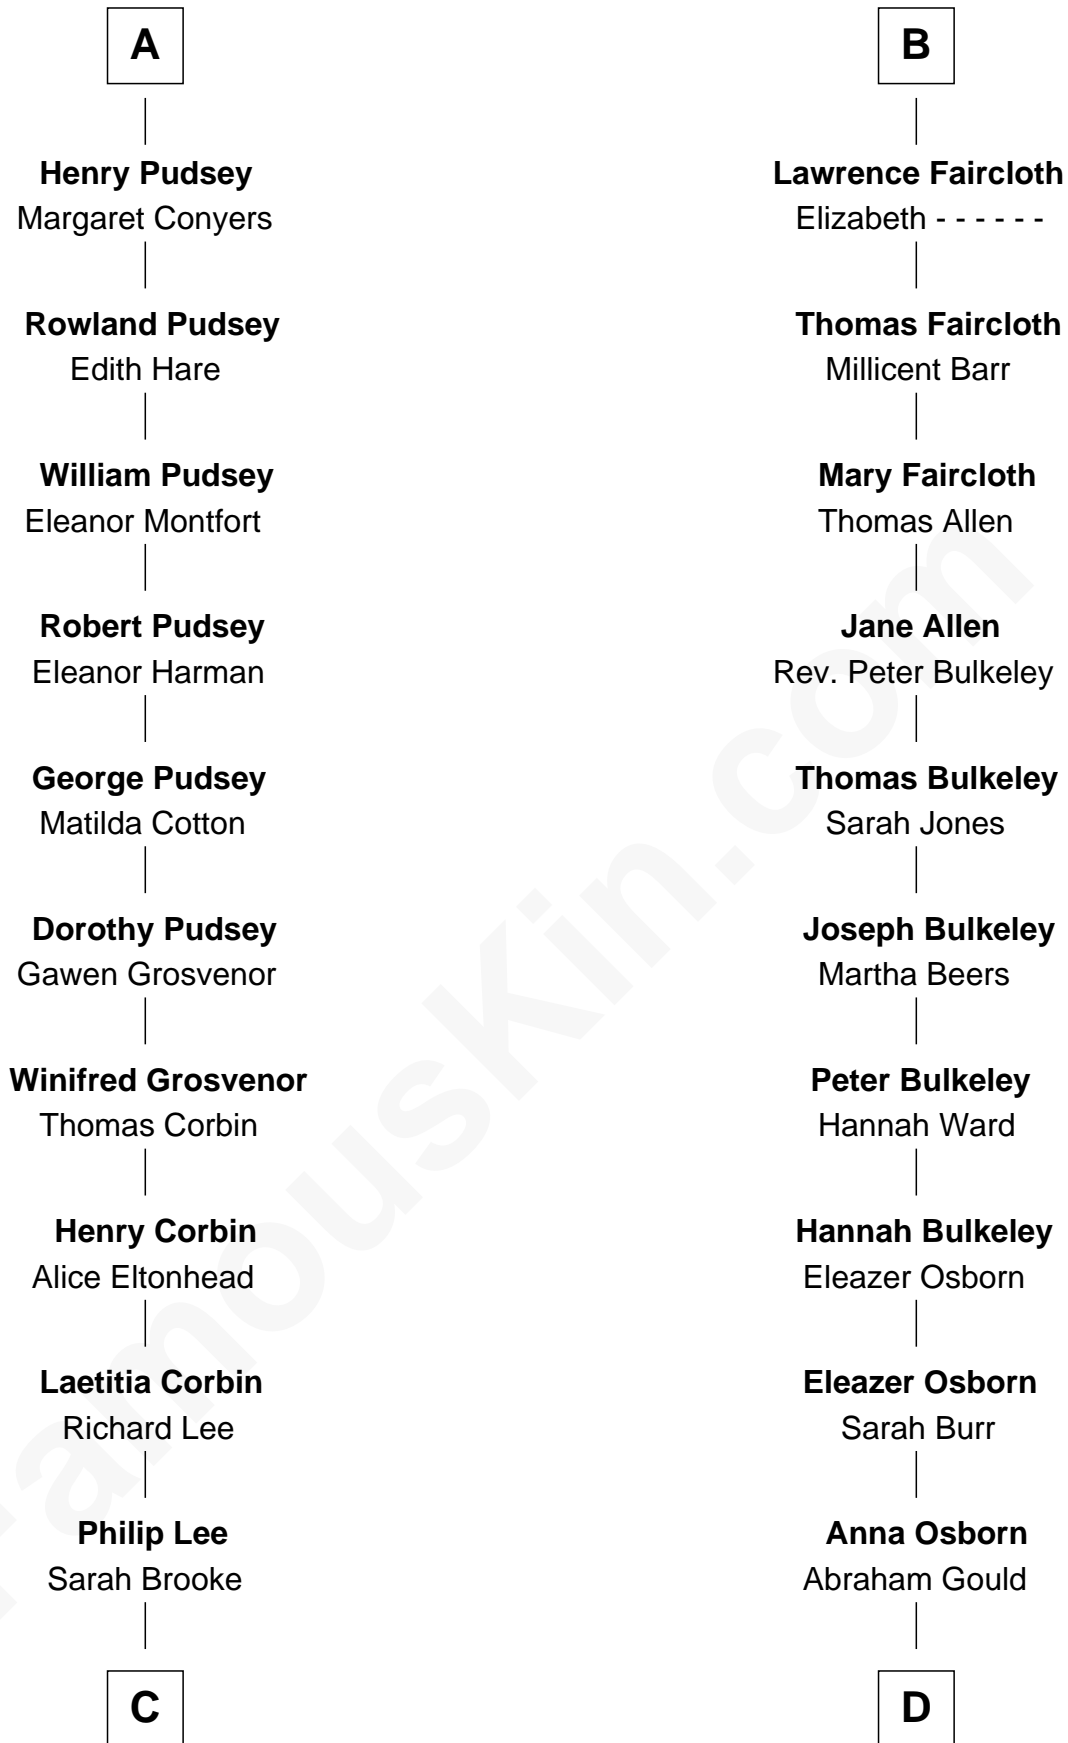 A
Henry Pudsey
Margaret Conyers
Rowland Pudsey
Edith Hare
William Pudsey
Eleanor Montfort
Robert Pudsey
Eleanor Harman
George Pudsey
Matilda Cotton
Dorothy Pudsey
Gawen Grosvenor
Winifred Grosvenor
Thomas Corbin
Henry Corbin
Alice Eltonhead
Laetitia Corbin
Richard Lee
Philip Lee
Sarah Brooke
C
B
Lawrence Faircloth
Elizabeth - - - - - -
Thomas Faircloth
Millicent Barr
Mary Faircloth
Thomas Allen
Jane Allen
Rev. Peter Bulkeley
Thomas Bulkeley
Sarah Jones
Joseph Bulkeley
Martha Beers
Peter Bulkeley
Hannah Ward
Hannah Bulkeley
Eleazer Osborn
Eleazer Osborn
Sarah Burr
Anna Osborn
Abraham Gould
D
FamousKin.com